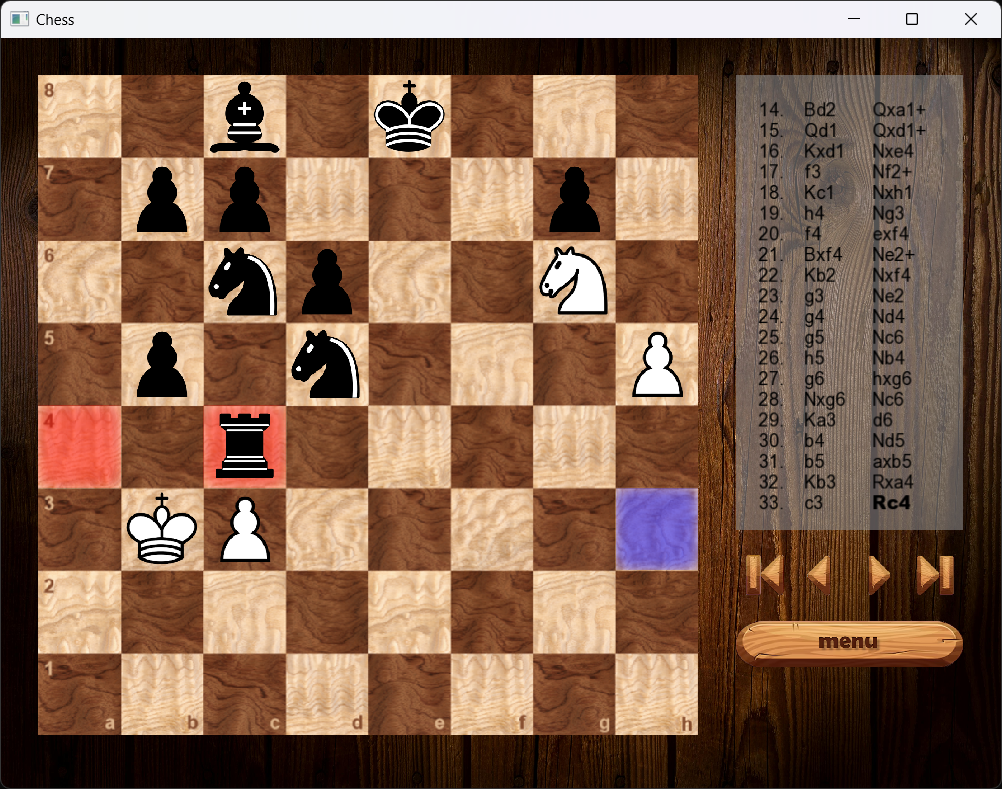 Chess
8
7
6
5
4
3
2
1
a b c d e f g h
14. Bd2 Qxa1+
15. Qd1 Qxd1+
16. Kxd1 Nxe4
17. f3 Nf2+
18. Kc1 Nxh1
19. h4 Ng3
20. f4 exf4
21. Bxf4 Ne2+
22. Kb2 Nxf4
23. g3 Ne2
24. g4 Nd4
25. g5 Nc6
26. h5 Nb4
27. g6 hxg6
28. Nxg6 Nc6
29. Ka3 d6
30. b4 Nd5
31. b5 axb5
32. Kb3 Rxa4
33. c3 Rc4
menu